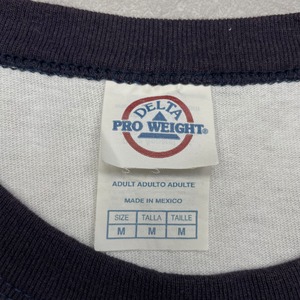 DELTA
PRO WEIGHT®
ADULT ADULTO ADULTE
MADE IN MEXICO
SIZE TALLA TAILLE
M M M